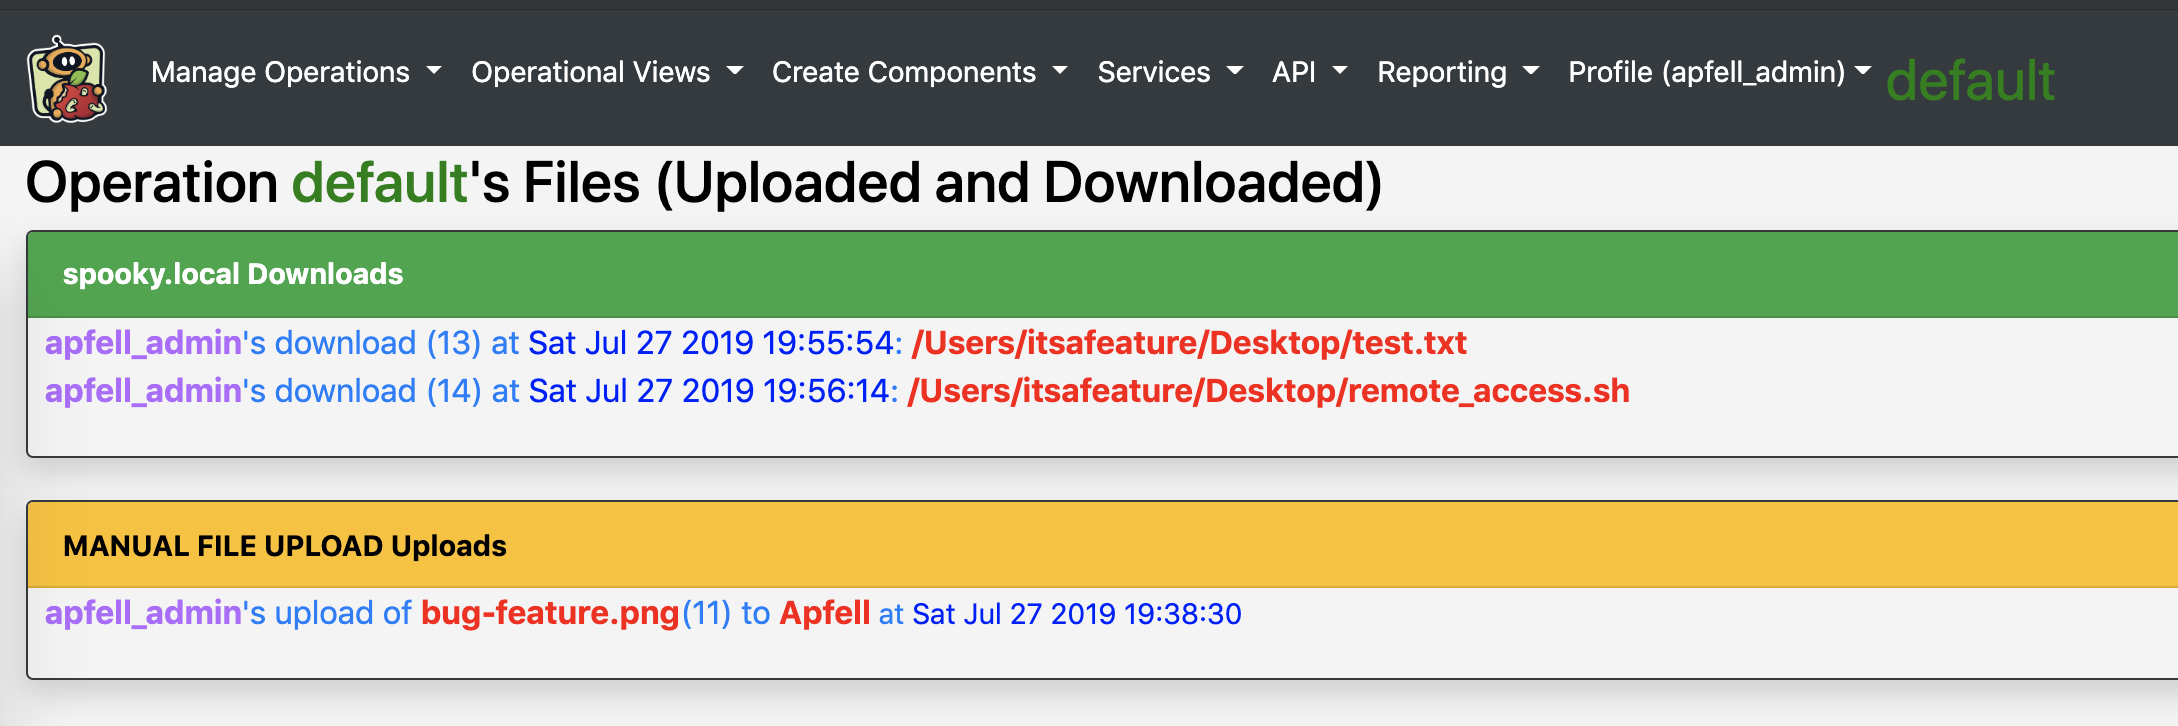 Manage Operations Operational Views Create Components Services API Reporting Profile (apfell_admin) default
Operation default's Files (Uploaded and Downloaded)
spooky.local Downloads
apfell_admin's download (13) at Sat Jul 27 2019 19:55:54: /Users/itsafeature/Desktop/test.txt
apfell_admin's download (14) at Sat Jul 27 2019 19:56:14: /Users/itsafeature/Desktop/remote_access.sh
MANUAL FILE UPLOAD Uploads
apfell_admin's upload of bug-feature.png(11) to Apfell at Sat Jul 27 2019 19:38:30